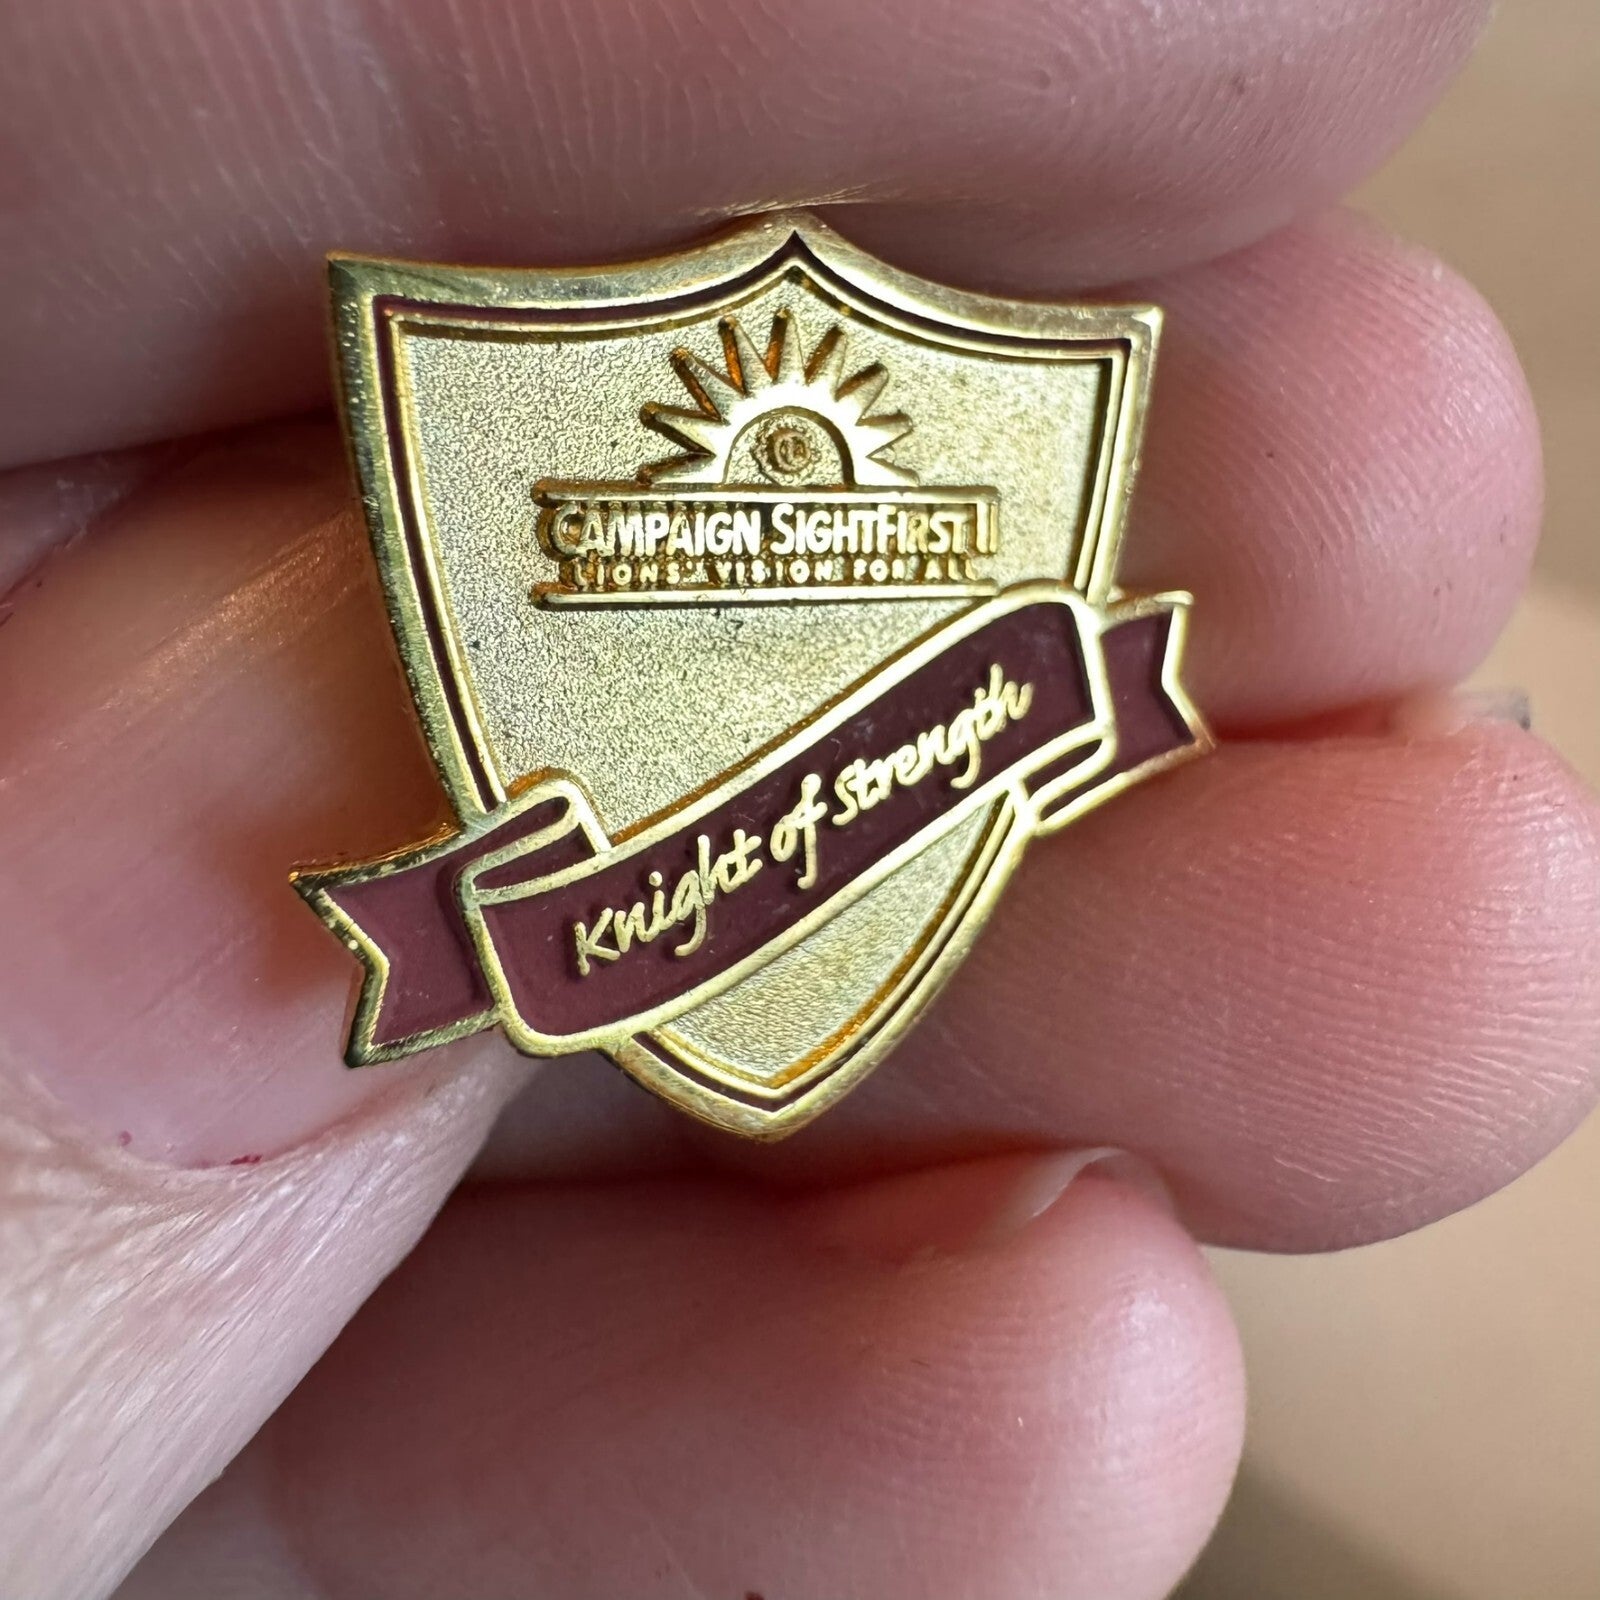 CAMPAIGN SIGHTFIRST II
LIONS' VISION FOR ALL
Knight of Strength